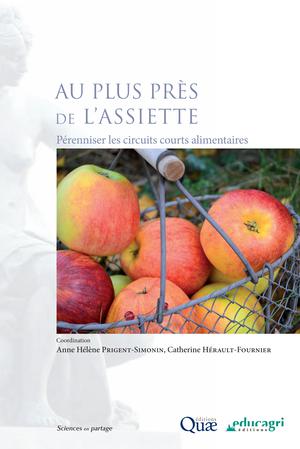 AU PLUS PRÈS
DE L'ASSIETTE
Pérenniser les circuits courts alimentaires
Coordination
Anne Hélène PRIGENT-SIMONIN, Catherine HÉRAULT-FOURNIER
Sciences en partage
éditions
Quæ
educagri
éditions